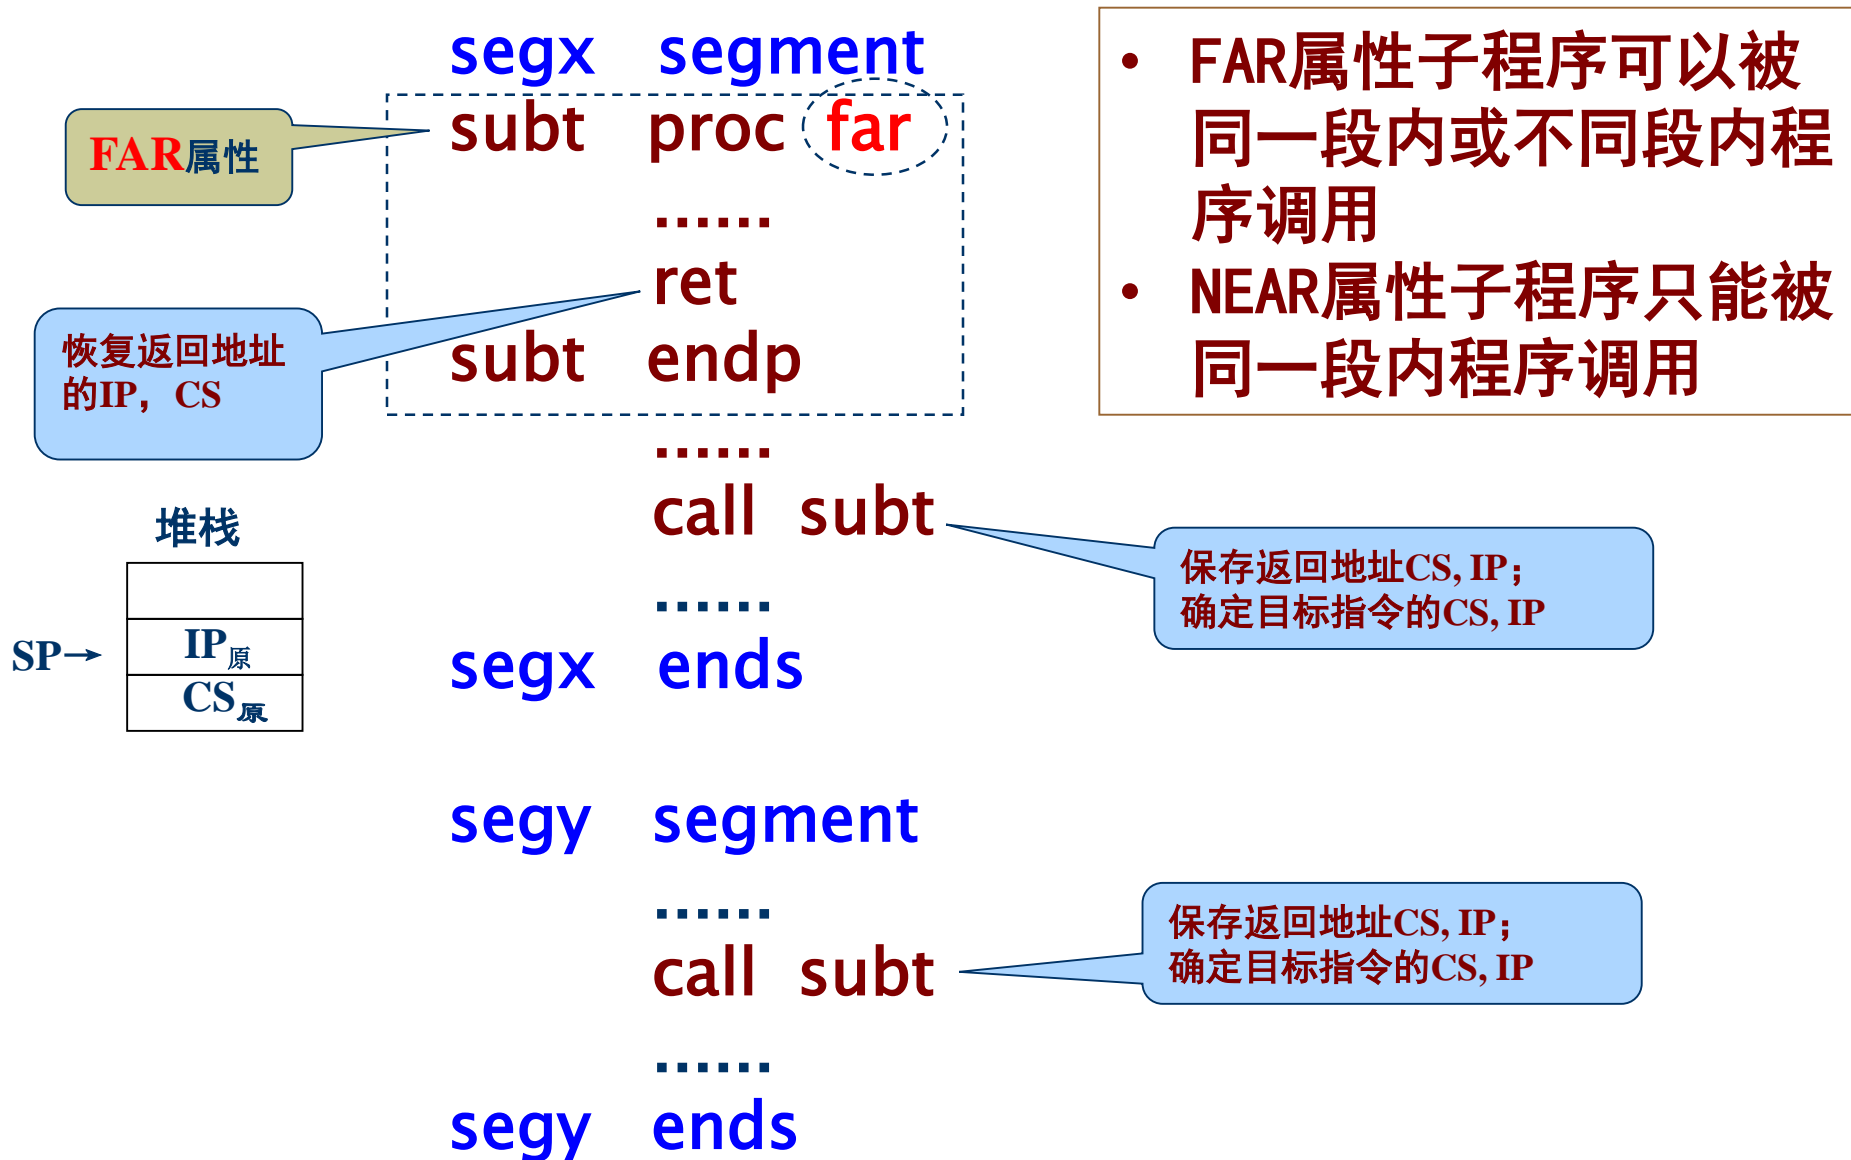 segx segment
subt proc far
......
ret
subt endp
......
call subt
......
segx ends
segy segment
......
call subt
......
segy ends
FAR属性
恢复返回地址
的IP，CS
堆栈
SP→
IP原
CS原
• FAR属性子程序可以被
同一段内或不同段内程
序调用
• NEAR属性子程序只能被
同一段内程序调用
保存返回地址CS, IP；
确定目标指令的CS, IP
保存返回地址CS, IP；
确定目标指令的CS, IP